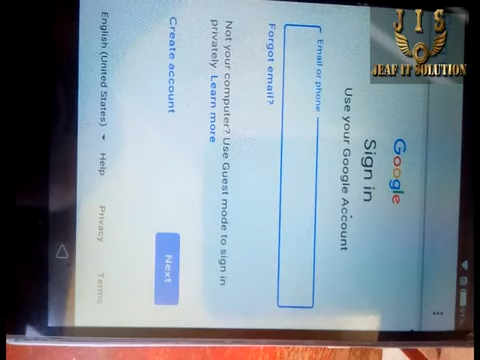 J I S
JEAF IT SOLUTION
91%
Google
Sign in
Use your Google Account
Email or phone
Forgot email?
Not your computer? Use Guest mode to sign in
privately. Learn more
Create account
Next
English (United States)
Help
Privacy
Terms